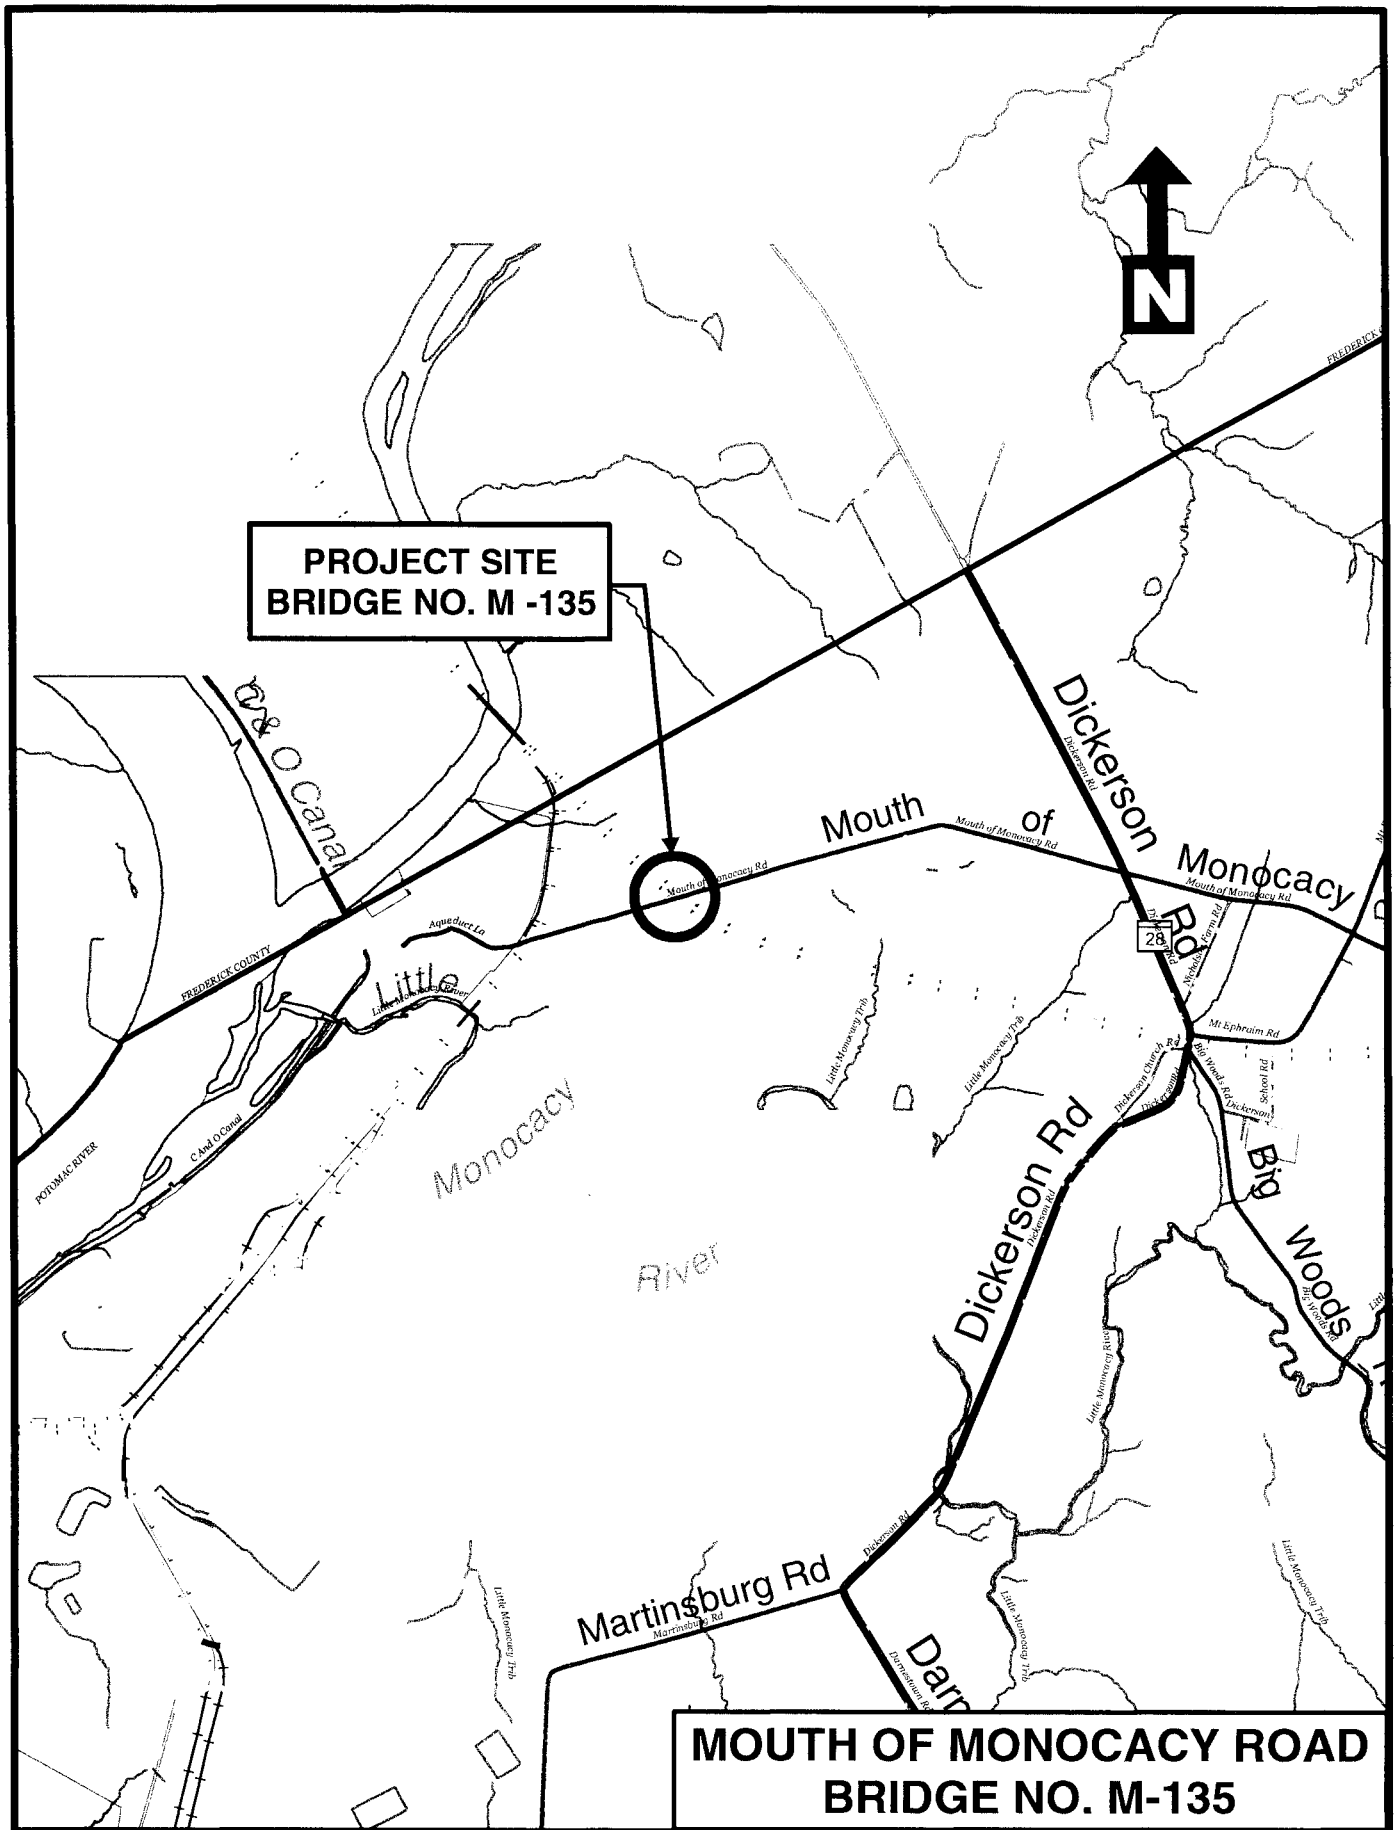 N
FREDERICK
PROJECT SITE
BRIDGE NO. M -135
C & O Canal
Dickerson Rd
Dickerson Rd
Mouth of Monocacy
Mouth of Monocacy Rd
Mouth of Monocacy Rd
Mouth of Monocacy Rd
Aqueduct La
FREDERICK COUNTY
28
Dickerson Rd
Nicholson Farm Rd
Little Monocacy River
Little Monocacy River
Mt Ephraim Rd
Little Monocacy Trib
Little Monocacy Trib
Dickerson Church Rd
Dickerson Rd
Big Woods Rd
Dickerson
School Rd
C And O Canal
POTOMAC RIVER
Dickerson Rd
Dickerson Rd
Big Woods
Big Woods Rd
Little Monocacy River
Dickerson Rd
Martinsburg Rd
Martinsburg Rd
Little Monocacy Trib
Little Monocacy Trib
Little Monocacy Trib
Darn
Darnestown Rd
MOUTH OF MONOCACY ROAD
BRIDGE NO. M-135